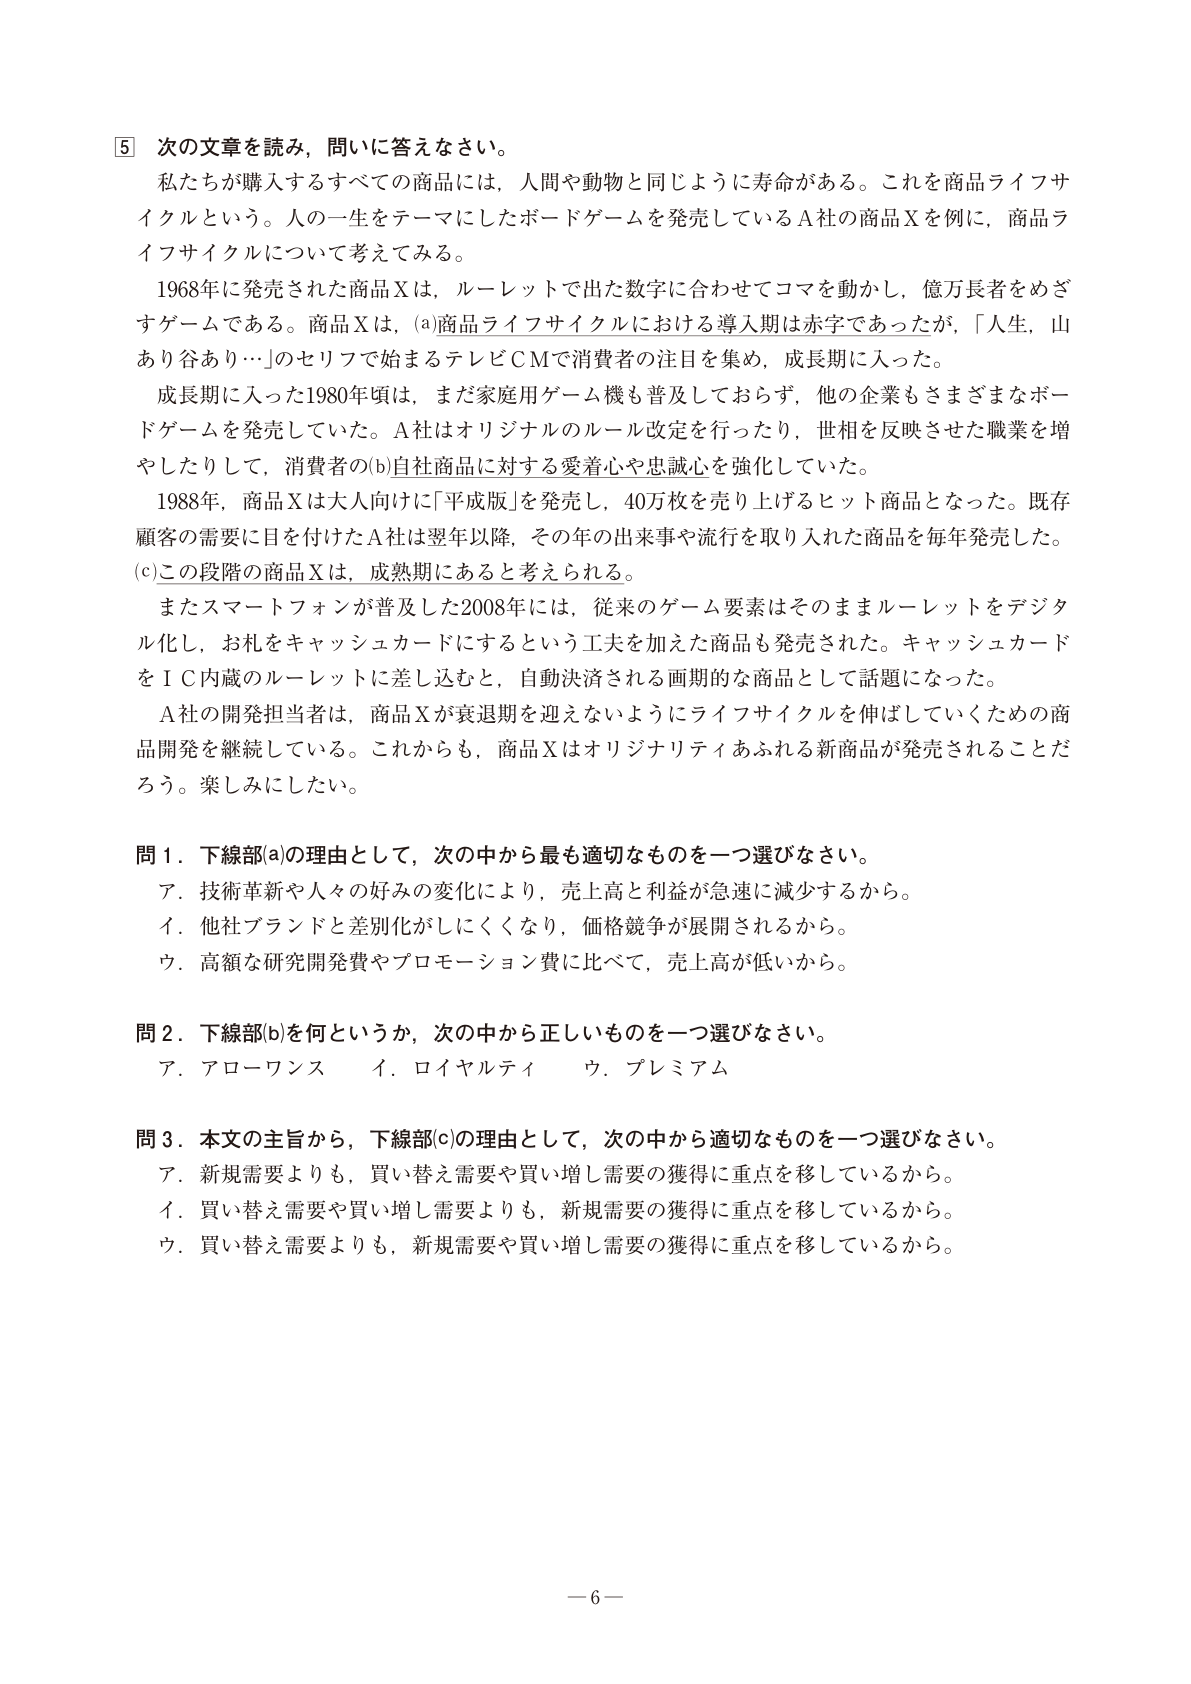 5 次の文章を読み，問いに答えなさい。
私たちが購入するすべての商品には，人間や動物と同じように寿命がある。これを商品ライフサ
イクルという。人の一生をテーマにしたボードゲームを発売しているＡ社の商品Ｘを例に，商品ラ
イフサイクルについて考えてみる。
1968年に発売された商品Ｘは，ルーレットで出た数字に合わせてコマを動かし，億万長者をめざ
すゲームである。商品Ｘは，(a)商品ライフサイクルにおける導入期は赤字であったが，「人生，山
あり谷あり…」のセリフで始まるテレビＣＭで消費者の注目を集め，成長期に入った。
成長期に入った1980年頃は，まだ家庭用ゲーム機も普及しておらず，他の企業もさまざまなボー
ドゲームを発売していた。Ａ社はオリジナルのルール改定を行ったり，世相を反映させた職業を増
やしたりして，消費者の(b)自社商品に対する愛着心や忠誠心を強化していた。
1988年，商品Ｘは大人向けに「平成版」を発売し，40万枚を売り上げるヒット商品となった。既存
顧客の需要に目を付けたＡ社は翌年以降，その年の出来事や流行を取り入れた商品を毎年発売した。
(c)この段階の商品Ｘは，成熟期にあると考えられる。
またスマートフォンが普及した2008年には，従来のゲーム要素はそのままルーレットをデジタ
ル化し，お札をキャッシュカードにするという工夫を加えた商品も発売された。キャッシュカード
をＩＣ内蔵のルーレットに差し込むと，自動決済される画期的な商品として話題になった。
Ａ社の開発担当者は，商品Ｘが衰退期を迎えないようにライフサイクルを伸ばしていくための商
品開発を継続している。これからも，商品Ｘはオリジナリティあふれる新商品が発売されることだ
ろう。楽しみにしたい。
問１．下線部(a)の理由として，次の中から最も適切なものを一つ選びなさい。
ア．技術革新や人々の好みの変化により，売上高と利益が急速に減少するから。
イ．他社ブランドと差別化がしにくくなり，価格競争が展開されるから。
ウ．高額な研究開発費やプロモーション費に比べて，売上高が低いから。
問２．下線部(b)を何というか，次の中から正しいものを一つ選びなさい。
ア．アローワンス　　イ．ロイヤルティ　　ウ．プレミアム
問３．本文の主旨から，下線部(c)の理由として，次の中から適切なものを一つ選びなさい。
ア．新規需要よりも，買い替え需要や買い増し需要の獲得に重点を移しているから。
イ．買い替え需要や買い増し需要よりも，新規需要の獲得に重点を移しているから。
ウ．買い替え需要よりも，新規需要や買い増し需要の獲得に重点を移しているから。
― 6 ―